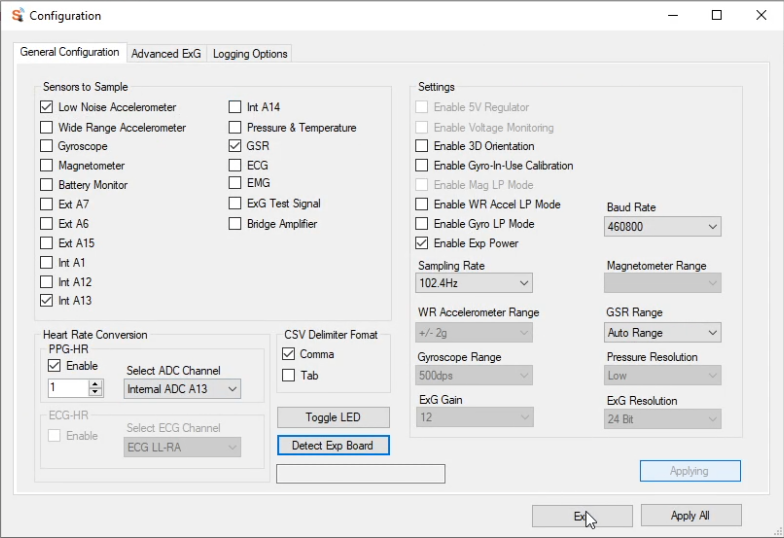 Configuration
General Configuration
Advanced ExG
Logging Options
Sensors to Sample
Low Noise Accelerometer
Wide Range Accelerometer
Gyroscope
Magnetometer
Battery Monitor
Ext A7
Ext A6
Ext A15
Int A1
Int A12
Int A13
Int A14
Pressure & Temperature
GSR
ECG
EMG
ExG Test Signal
Bridge Amplifier
Settings
Enable 5V Regulator
Enable Voltage Monitoring
Enable 3D Orientation
Enable Gyro-In-Use Calibration
Enable Mag LP Mode
Enable WR Accel LP Mode
Enable Gyro LP Mode
Enable Exp Power
Baud Rate
460800
Sampling Rate
102.4Hz
Magnetometer Range
WR Accelerometer Range
+/- 2g
GSR Range
Auto Range
Gyroscope Range
500dps
Pressure Resolution
Low
ExG Gain
12
ExG Resolution
24 Bit
Heart Rate Conversion
PPG-HR
Enable
1
Select ADC Channel
Internal ADC A13
ECG-HR
Enable
Select ECG Channel
ECG LL-RA
CSV Delimiter Fomat
Comma
Tab
Toggle LED
Detect Exp Board
Applying
Apply All